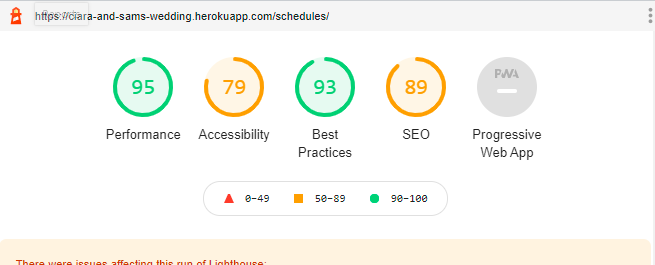 https://ciara-and-sams-wedding.herokuapp.com/schedules/
95
79
93
89
PWA
Performance
Accessibility
Best
Practices
SEO
Progressive
Web App
0–49
50–89
90–100
There were issues affecting this run of Lighthouse: